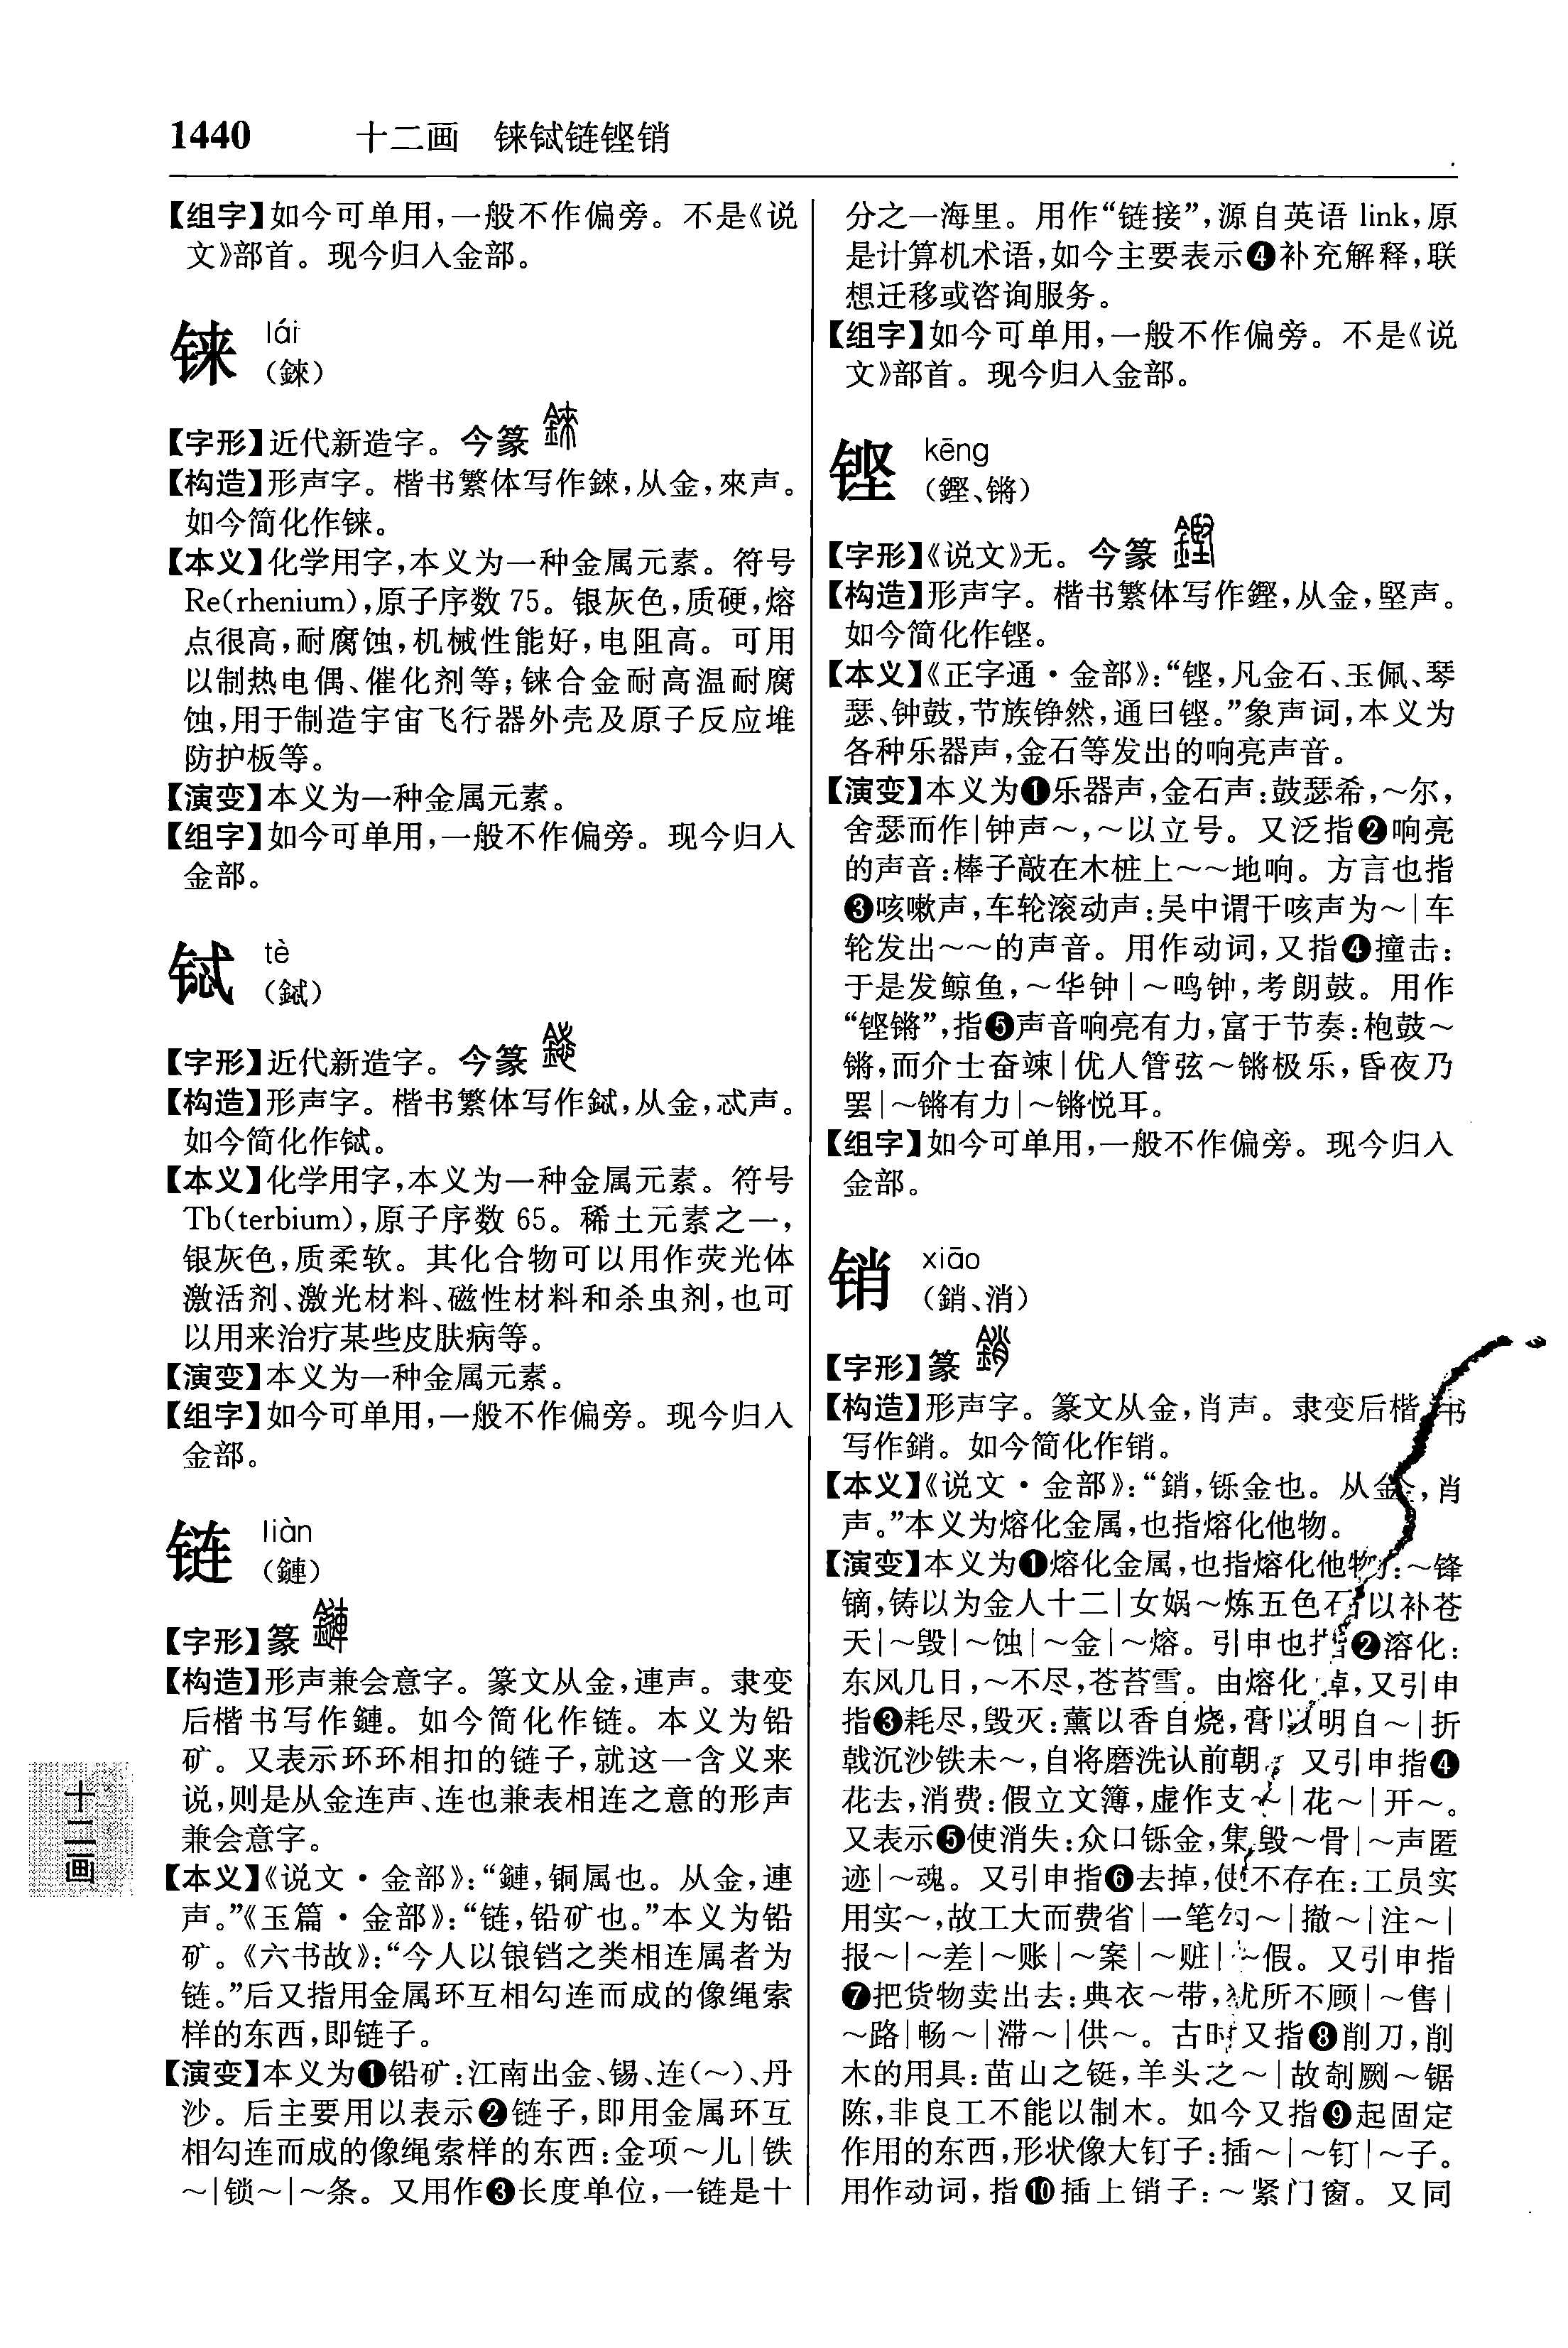 1440 十二画 铼铽链铿销
【组字】如今可单用,一般不作偏旁。不是《说
文》部首。现今归入金部。
铼 lái
(錸)
【字形】近代新造字。今篆
【构造】形声字。楷书繁体写作錸,从金,來声。
如今简化作铼。
【本义】化学用字,本义为一种金属元素。符号
Re(rhenium),原子序数75。银灰色,质硬,熔
点很高,耐腐蚀,机械性能好,电阻高。可用
以制热电偶、催化剂等;铼合金耐高温耐腐
蚀,用于制造宇宙飞行器外壳及原子反应堆
防护板等。
【演变】本义为一种金属元素。
【组字】如今可单用,一般不作偏旁。现今归入
金部。
铽 tè
(鋱)
【字形】近代新造字。今篆
【构造】形声字。楷书繁体写作鋱,从金,忒声。
如今简化作铽。
【本义】化学用字,本义为一种金属元素。符号
Tb(terbium),原子序数65。稀土元素之一,
银灰色,质柔软。其化合物可以用作荧光体
激活剂、激光材料、磁性材料和杀虫剂,也可
以用来治疗某些皮肤病等。
【演变】本义为一种金属元素。
【组字】如今可单用,一般不作偏旁。现今归入
金部。
链 liàn
(鏈)
【字形】篆
【构造】形声兼会意字。篆文从金,連声。隶变
后楷书写作鏈。如今简化作链。本义为铅
矿。又表示环环相扣的链子,就这一含义来
说,则是从金连声、连也兼表相连之意的形声
兼会意字。
【本义】《说文·金部》:“鏈,铜属也。从金,連
声。”《玉篇·金部》:“链,铅矿也。”本义为铅
矿。《六书故》:“今人以锒铛之类相连属者为
链。”后又指用金属环互相勾连而成的像绳索
样的东西,即链子。
【演变】本义为❶铅矿:江南出金、锡、连(～)、丹
沙。后主要用以表示❷链子,即用金属环互
相勾连而成的像绳索样的东西:金项～儿|铁
～|锁～|～条。又用作❸长度单位,一链是十
分之一海里。用作“链接”,源自英语 link,原
是计算机术语,如今主要表示❹补充解释,联
想迁移或咨询服务。
【组字】如今可单用,一般不作偏旁。不是《说
文》部首。现今归入金部。
铿 kēng
(鏗、锵)
【字形】《说文》无。今篆
【构造】形声字。楷书繁体写作鏗,从金,堅声。
如今简化作铿。
【本义】《正字通·金部》:“铿,凡金石、玉佩、琴
瑟、钟鼓,节族铮然,通曰铿。”象声词,本义为
各种乐器声,金石等发出的响亮声音。
【演变】本义为❶乐器声,金石声:鼓瑟希,～尔,
舍瑟而作|钟声～,～以立号。又泛指❷响亮
的声音:棒子敲在木桩上～～地响。方言也指
❸咳嗽声,车轮滚动声:吴中谓干咳声为～|车
轮发出～～的声音。用作动词,又指❹撞击:
于是发鲸鱼,～华钟|～鸣钟,考朗鼓。用作
“铿锵”,指❺声音响亮有力,富于节奏:枹鼓～
锵,而介士奋竦|优人管弦～锵极乐,昏夜乃
罢|～锵有力|～锵悦耳。
【组字】如今可单用,一般不作偏旁。现今归入
金部。
销 xiāo
(銷、消)
【字形】篆
【构造】形声字。篆文从金,肖声。隶变后楷书
写作銷。如今简化作销。
【本义】《说文·金部》:“銷,铄金也。从金,肖
声。”本义为熔化金属,也指熔化他物。
【演变】本义为❶熔化金属,也指熔化他物:～锋
镝,铸以为金人十二|女娲～炼五色石以补苍
天|～毁|～蚀|～金|～熔。引申也指❷溶化:
东风几日,～不尽,苍苔雪。由熔化掉,又引申
指❸耗尽,毁灭:薰以香自烧,膏以明自～|折
戟沉沙铁未～,自将磨洗认前朝。又引申指❹
花去,消费:假立文簿,虚作支～|花～|开～。
又表示❺使消失:众口铄金,集毁～骨|～声匿
迹|～魂。又引申指❻去掉,使不存在:工员实
用实～,故工大而费省|一笔勾～|撤～|注～|
报～|～差|～账|～案|～赃|～假。又引申指
❼把货物卖出去:典衣～带,犹所不顾|～售|
～路|畅～|滞～|供～。古时又指❽削刀,削
木的用具:苗山之铤,羊头之～|故剞劂～锯
陈,非良工不能以制木。如今又指❾起固定
作用的东西,形状像大钉子:插～|～钉|～子。
用作动词,指❿插上销子:～紧门窗。又同
十二画